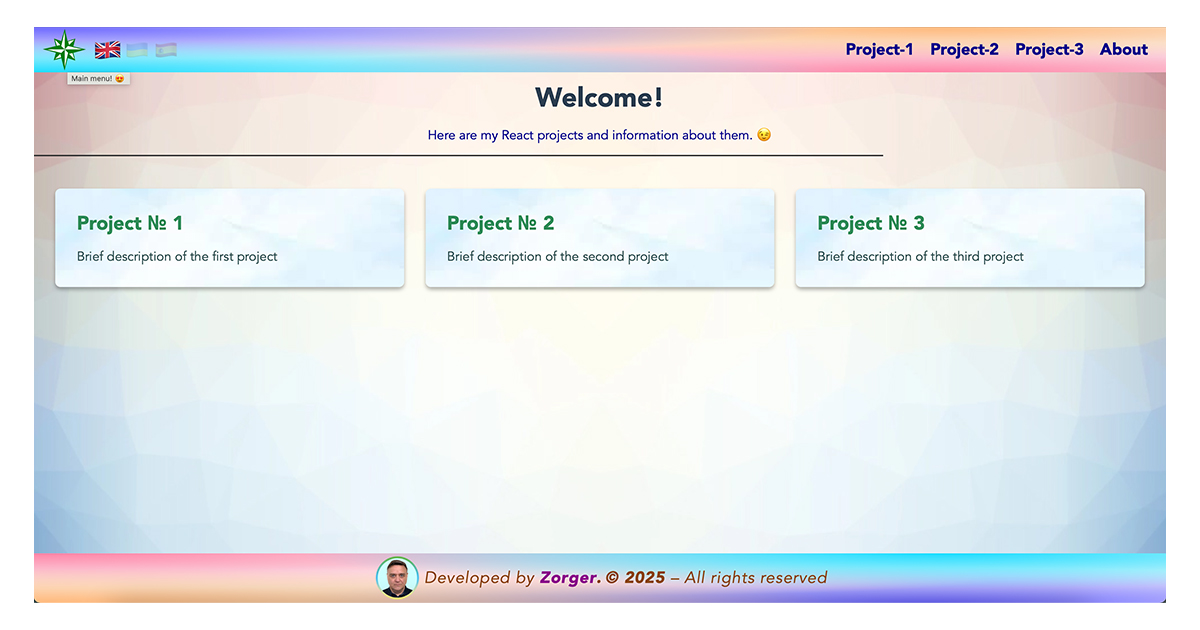 Project-1 Project-2 Project-3 About
Main menu! 😍
Welcome!
Here are my React projects and information about them. 😉
Project № 1
Brief description of the first project
Project № 2
Brief description of the second project
Project № 3
Brief description of the third project
Developed by Zorger. © 2025 – All rights reserved